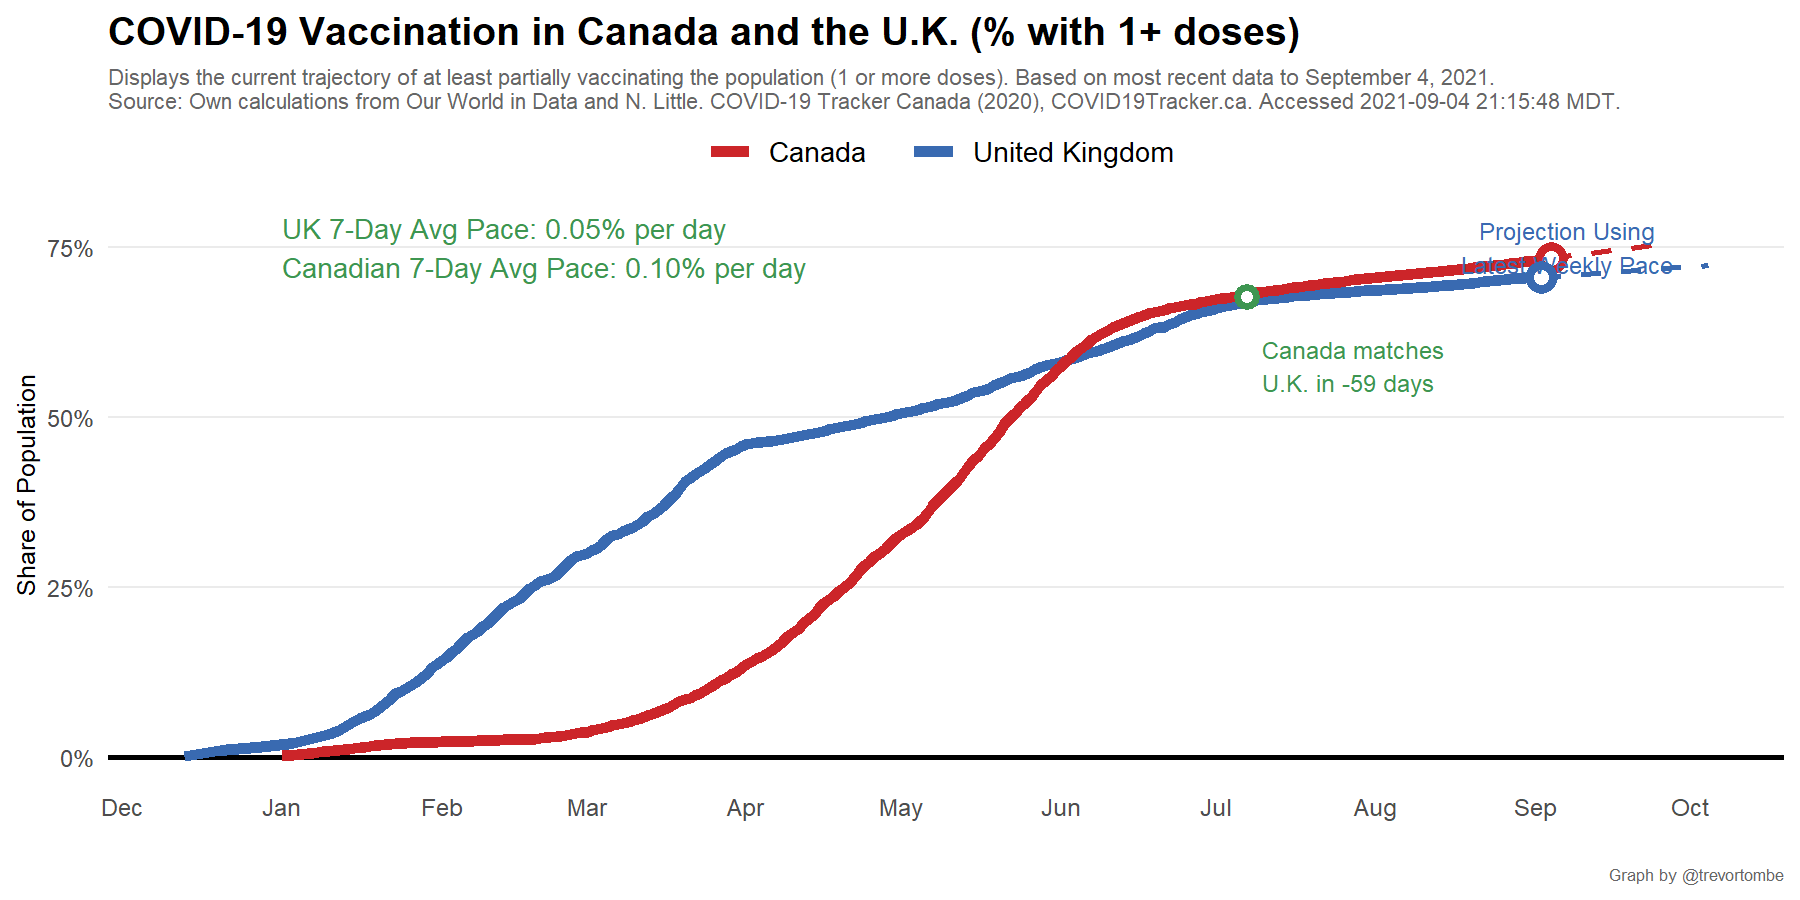 COVID-19 Vaccination in Canada and the U.K. (% with 1+ doses)
Displays the current trajectory of at least partially vaccinating the population (1 or more doses). Based on most recent data to September 4, 2021.
Source: Own calculations from Our World in Data and N. Little. COVID-19 Tracker Canada (2020), COVID19Tracker.ca. Accessed 2021-09-04 21:15:48 MDT.
Canada United Kingdom
UK 7-Day Avg Pace: 0.05% per day
Canadian 7-Day Avg Pace: 0.10% per day
Projection Using
Latest Weekly Pace
Canada matches
U.K. in -59 days
Share of Population
75%
50%
25%
0%
Dec Jan Feb Mar Apr May Jun Jul Aug Sep Oct
Graph by @trevortombe